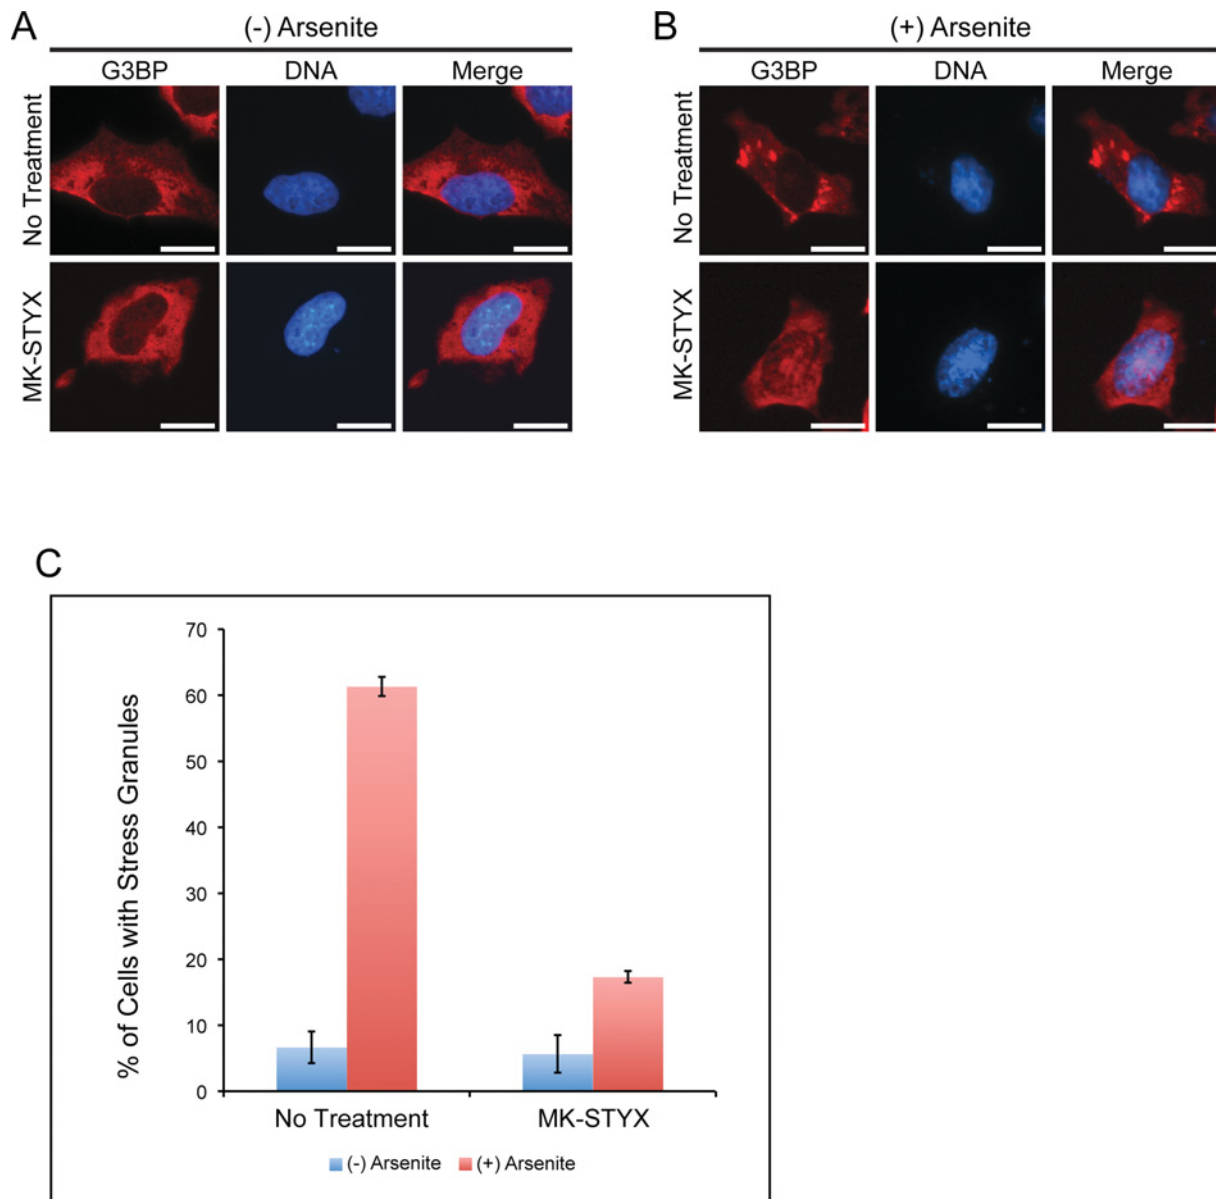 A
(-) Arsenite
G3BP DNA Merge
No Treatment
MK-STYX
B
(+) Arsenite
G3BP DNA Merge
No Treatment
MK-STYX
C
% of Cells with Stress Granules
70
60
50
40
30
20
10
0
No Treatment MK-STYX
(-) Arsenite (+) Arsenite